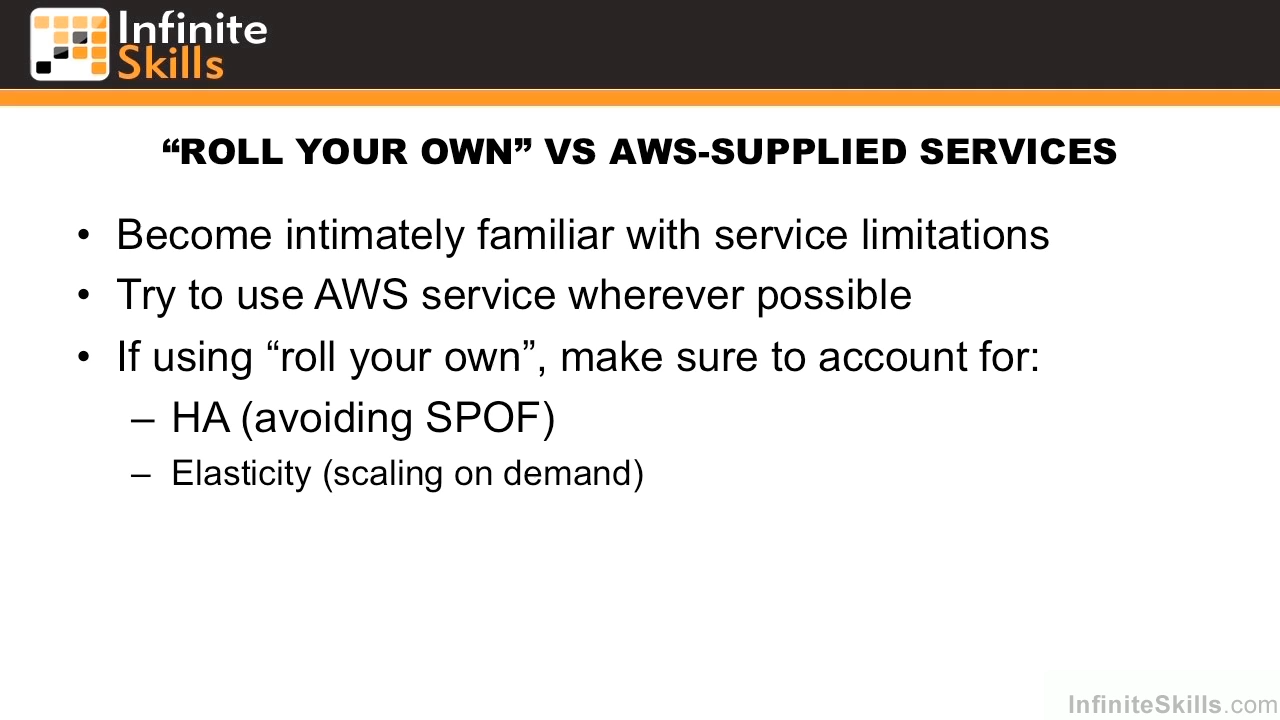 Infinite
Skills
“ROLL YOUR OWN” VS AWS-SUPPLIED SERVICES
• Become intimately familiar with service limitations
• Try to use AWS service wherever possible
• If using “roll your own”, make sure to account for:
– HA (avoiding SPOF)
– Elasticity (scaling on demand)
InfiniteSkills.com